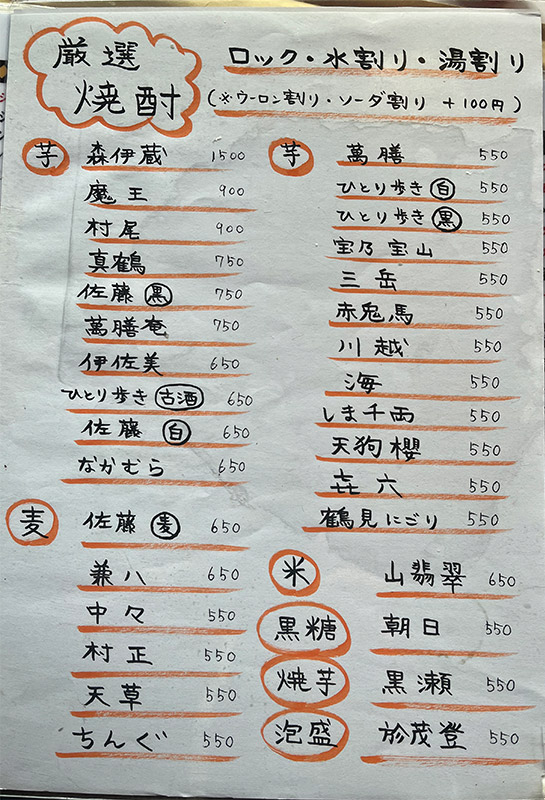 厳選
焼酎
ロック・水割り・湯割り
(※ウーロン割り・ソーダ割り +100円)
芋 森伊蔵 1500
魔王 900
村尾 900
真鶴 750
佐藤 黒 750
萬膳庵 750
伊佐美 650
ひとり歩き 古酒 650
佐藤 白 650
なかむら 650
麦 佐藤 麦 650
兼八 650
中々 550
村正 550
天草 550
ちんぐ 550
芋 萬膳 550
ひとり歩き 白 550
ひとり歩き 黒 550
宝乃宝山 550
三岳 550
赤兎馬 550
川越 550
海 550
しま千両 550
天狗櫻 550
㐂六 550
鶴見にごり 550
米 山翡翠 650
黒糖 朝日 550
焼芋 黒瀬 550
泡盛 於茂登 550